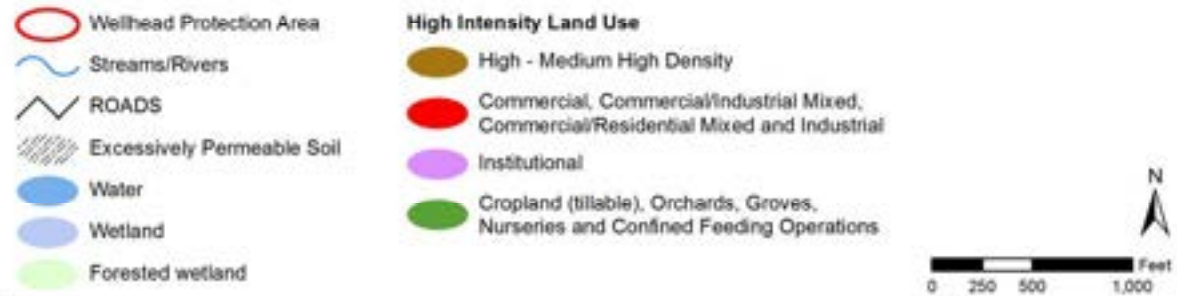 Wellhead Protection Area
Streams/Rivers
ROADS
Excessively Permeable Soil
Water
Wetland
Forested wetland
High Intensity Land Use
High - Medium High Density
Commercial, Commercial/Industrial Mixed,
Commercial/Residential Mixed and Industrial
Institutional
Cropland (tillable), Orchards, Groves,
Nurseries and Confined Feeding Operations
N
Feet
0 250 500 1,000